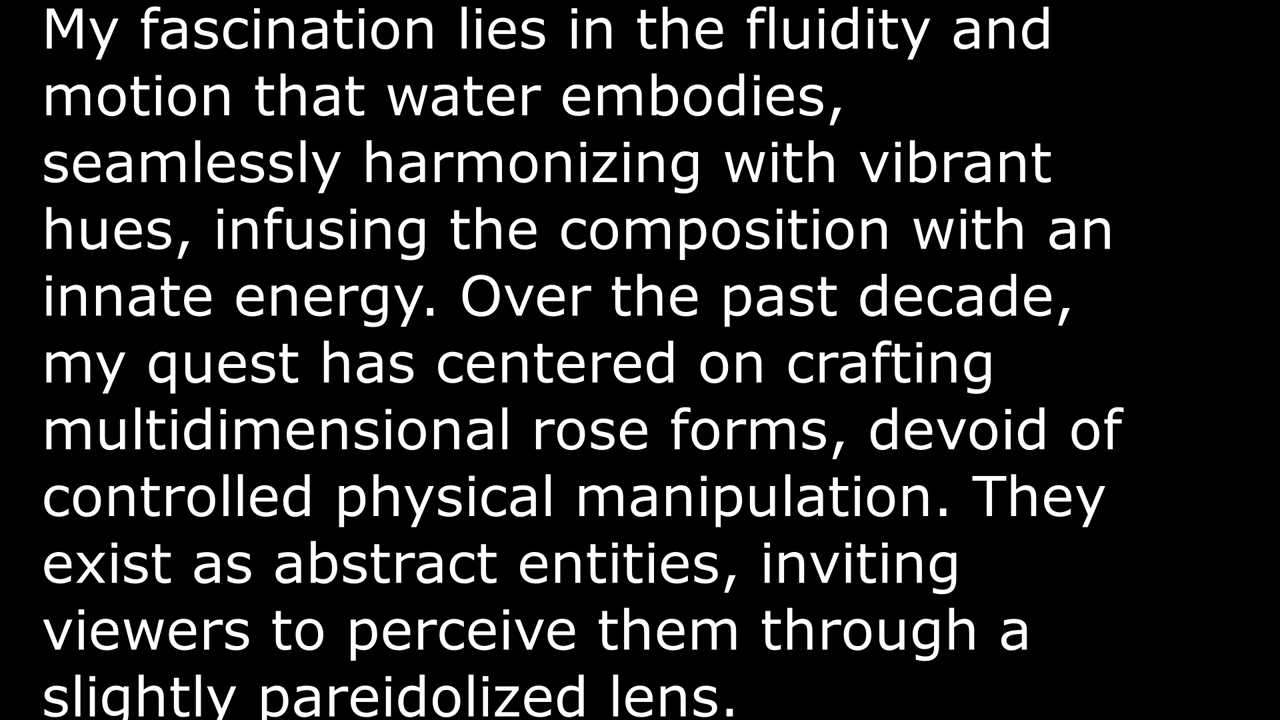 My fascination lies in the fluidity and
motion that water embodies,
seamlessly harmonizing with vibrant
hues, infusing the composition with an
innate energy. Over the past decade,
my quest has centered on crafting
multidimensional rose forms, devoid of
controlled physical manipulation. They
exist as abstract entities, inviting
viewers to perceive them through a
slightly pareidolized lens.